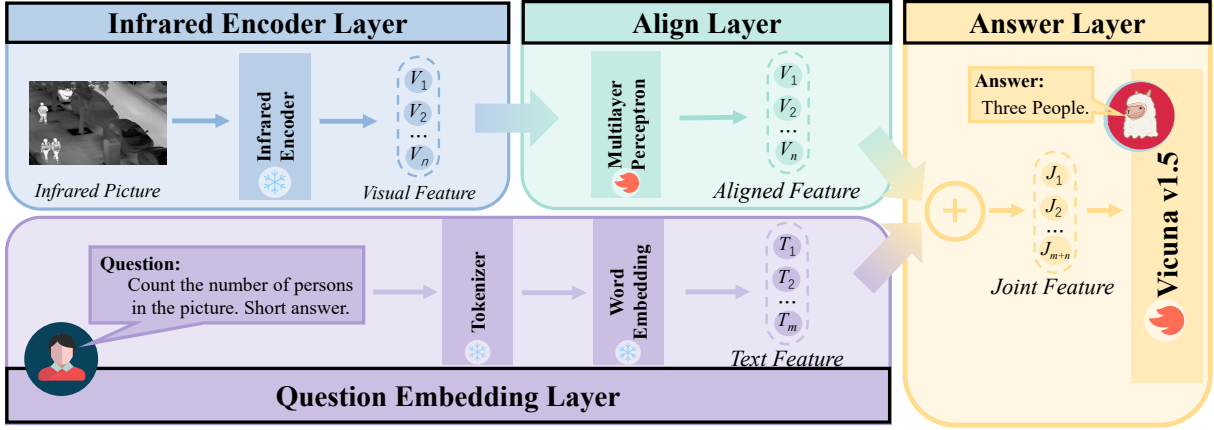 Infrared Encoder Layer
Infrared Picture
Infrared
Encoder
V1
V2
...
Vn
Visual Feature
Align Layer
Multilayer
Perceptron
V1
V2
...
Vn
Aligned Feature
Question:
Count the number of persons
in the picture. Short answer.
Tokenizer
Word
Embedding
T1
T2
...
Tm
Text Feature
Question Embedding Layer
Answer Layer
Answer:
Three People.
+
J1
J2
...
Jm+n
Joint Feature
Vicuna v1.5